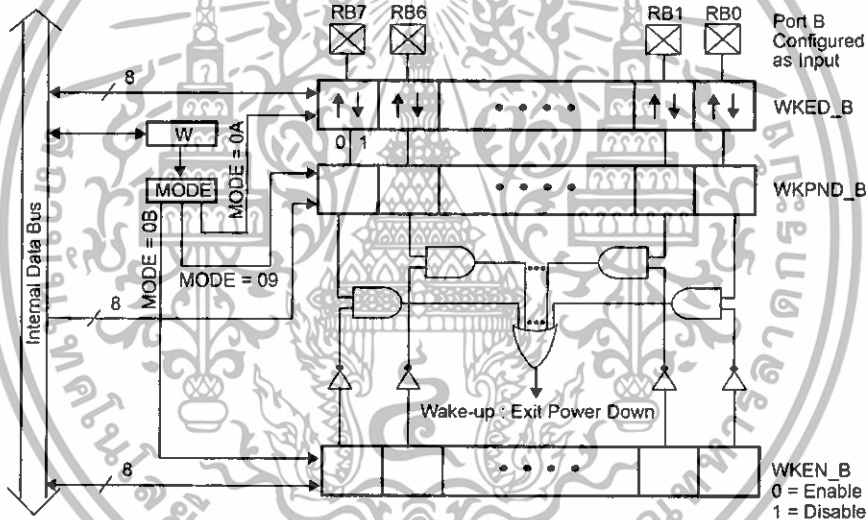 RB7 RB6 RB1 RB0
Port B
Configured
as Input
8
WKED_B
W
0 1
MODE = 0A
MODE
WKPND_B
MODE = 0B
MODE = 09
Internal Data Bus
8
Wake-up : Exit Power Down
8
WKEN_B
0 = Enable
1 = Disable